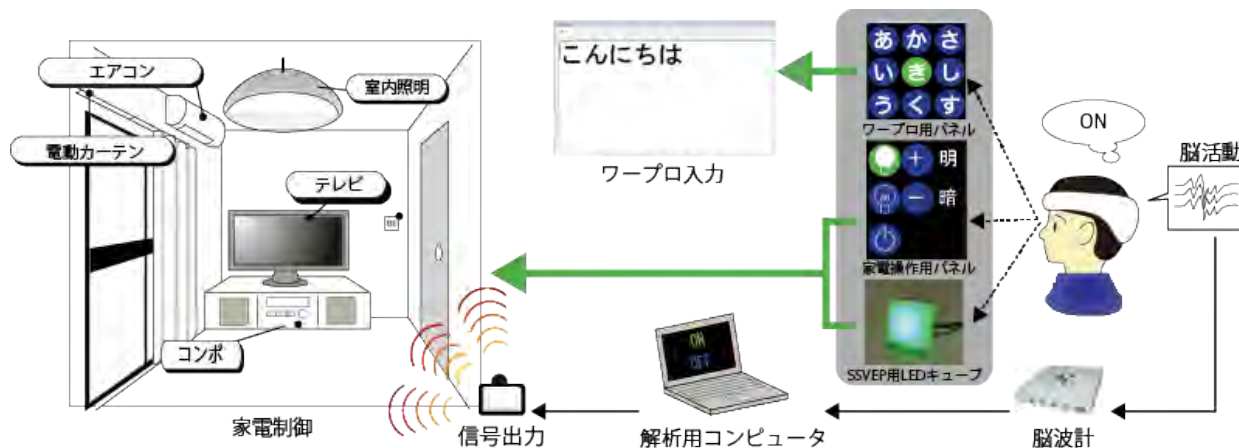 エアコン
電動カーテン
室内照明
テレビ
コンポ
家電制御
こんにちは
ワープロ入力
あ か さ
い き し
う く す
ワープロ用パネル
＋ 明
－ 暗
家電操作用パネル
SSVEP用LEDキューブ
ON
脳活動
脳波計
ON
OFF
解析用コンピュータ
信号出力